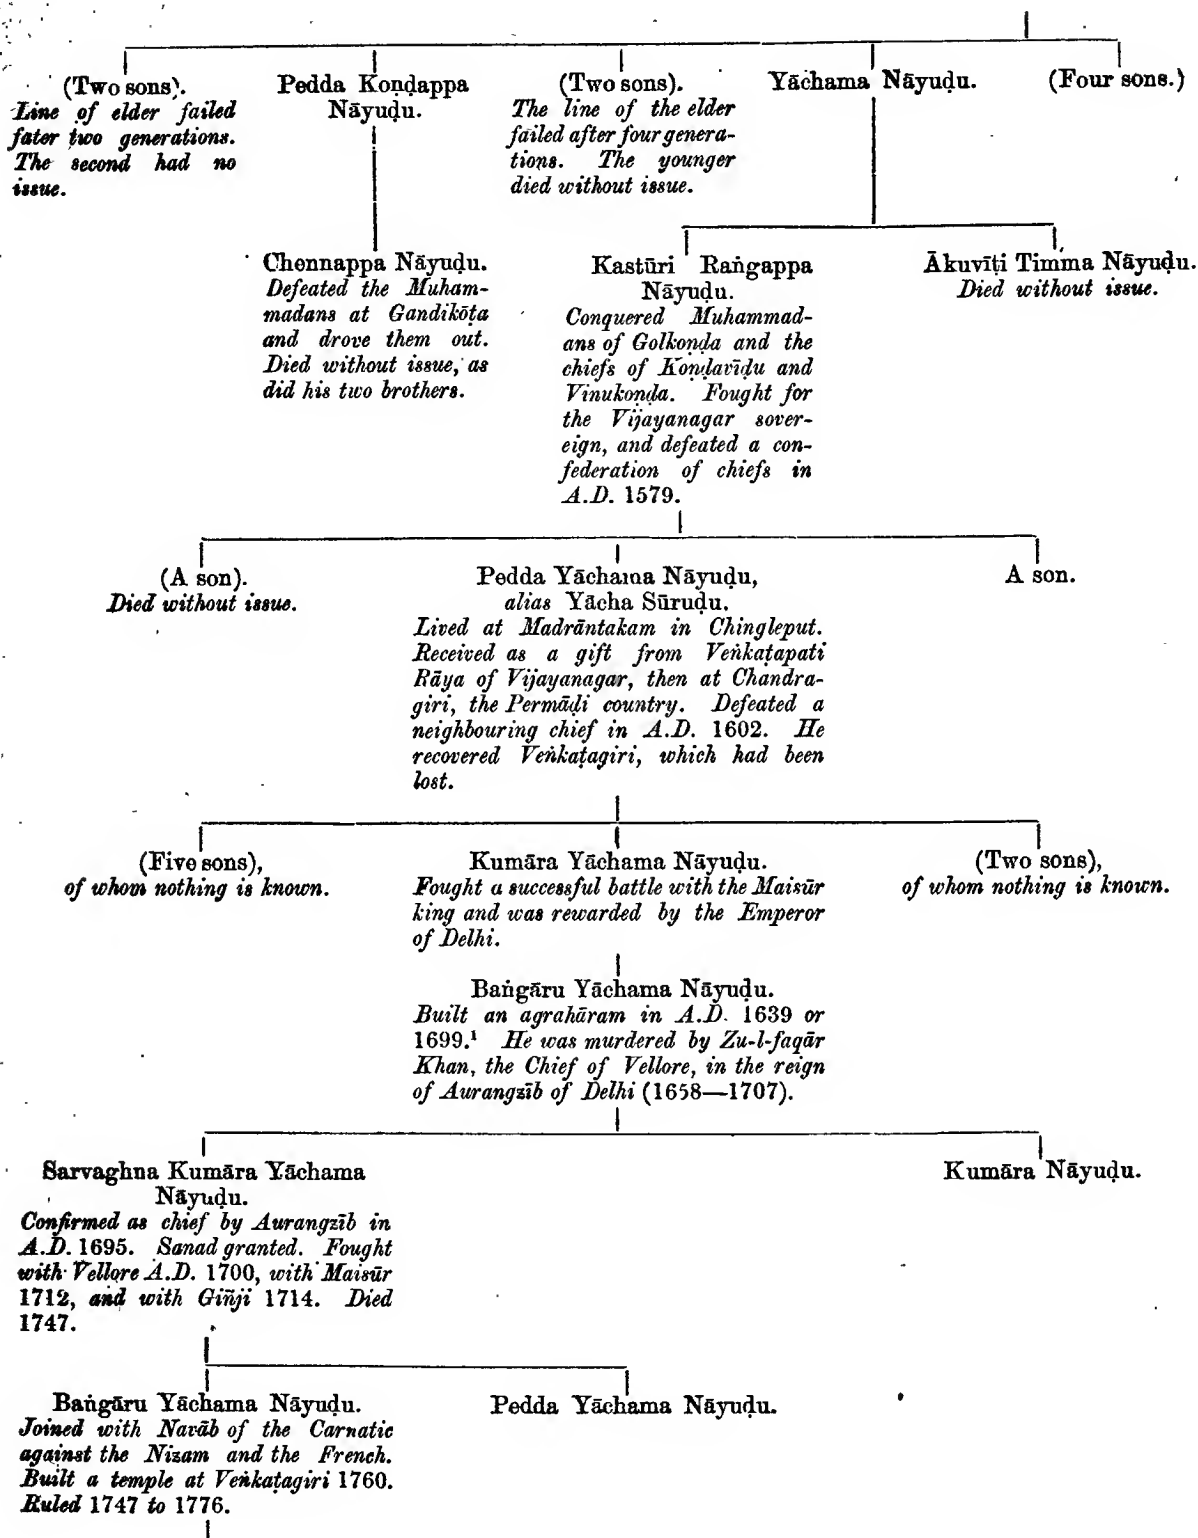 (Two sons).
Line of elder failed
fater two generations.
The second had no
issue.
Pedda Koṇḍappa
Nāyuḍu.
(Two sons).
The line of the elder
failed after four genera-
tions. The younger
died without issue.
Yāchama Nāyuḍu.
(Four sons.)
Chennappa Nāyuḍu.
Defeated the Muham-
madans at Gandikōṭa
and drove them out.
Died without issue, as
did his two brothers.
Kastūri Raṅgappa
Nāyuḍu.
Conquered Muhammad-
ans of Golkoṇḍa and the
chiefs of Koṇḍavīḍu and
Vinukoṇḍa. Fought for
the Vijayanagar sover-
eign, and defeated a con-
federation of chiefs in
A.D. 1579.
Ākuvīṭi Timma Nāyuḍu.
Died without issue.
(A son).
Died without issue.
Pedda Yāchama Nāyuḍu,
alias Yācha Sūruḍu.
Lived at Madrāntakam in Chingleput.
Received as a gift from Veṅkaṭapati
Rāya of Vijayanagar, then at Chandra-
giri, the Permāḍi country. Defeated a
neighbouring chief in A.D. 1602. He
recovered Veṅkaṭagiri, which had been
lost.
A son.
(Five sons),
of whom nothing is known.
Kumāra Yāchama Nāyuḍu.
Fought a successful battle with the Maisūr
king and was rewarded by the Emperor
of Delhi.
(Two sons),
of whom nothing is known.
Baṅgāru Yāchama Nāyuḍu.
Built an agrahāram in A.D. 1639 or
1699.¹ He was murdered by Zu-l-faqār
Khan, the Chief of Vellore, in the reign
of Aurangzīb of Delhi (1658—1707).
Sarvaghna Kumāra Yāchama
Nāyuḍu.
Confirmed as chief by Aurangzīb in
A.D. 1695. Sanad granted. Fought
with Vellore A.D. 1700, with Maisūr
1712, and with Giñji 1714. Died
1747.
Kumāra Nāyuḍu.
Baṅgāru Yāchama Nāyuḍu.
Joined with Navāb of the Carnatic
against the Nizam and the French.
Built a temple at Veṅkaṭagiri 1760.
Ruled 1747 to 1776.
Pedda Yāchama Nāyuḍu.